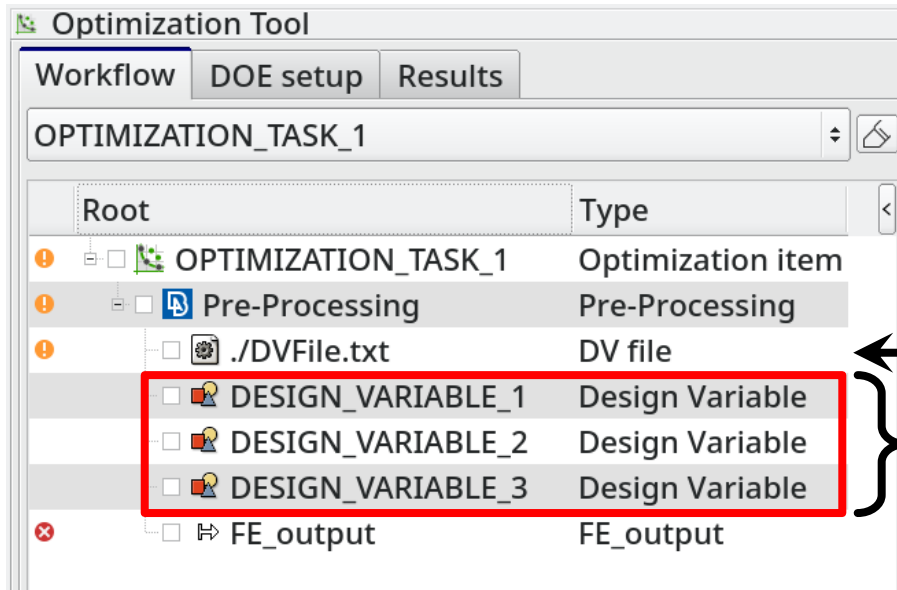 Optimization Tool
Workflow DOE setup Results
OPTIMIZATION_TASK_1
Root Type
OPTIMIZATION_TASK_1 Optimization item
Pre-Processing Pre-Processing
./DVFile.txt DV file
DESIGN_VARIABLE_1 Design Variable
DESIGN_VARIABLE_2 Design Variable
DESIGN_VARIABLE_3 Design Variable
FE_output FE_output